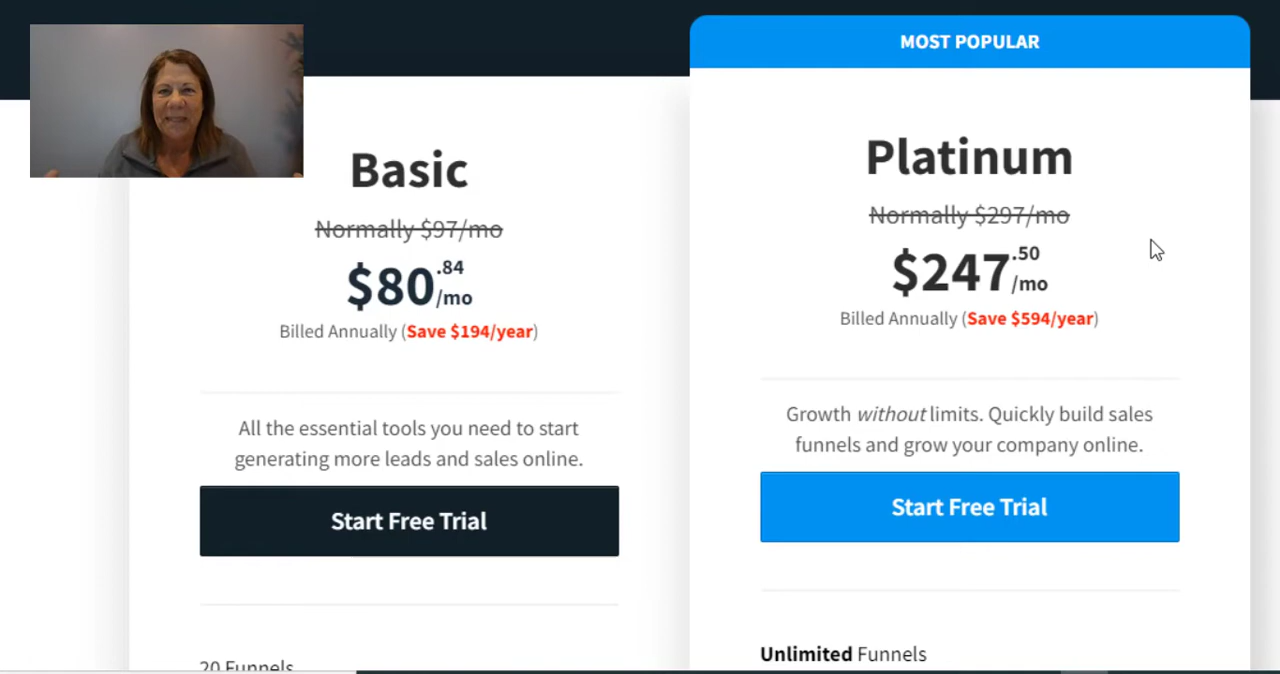 Basic
Normally $97/mo
$80.84/mo
Billed Annually (Save $194/year)
All the essential tools you need to start
generating more leads and sales online.
Start Free Trial
20 Funnels
MOST POPULAR
Platinum
Normally $297/mo
$247.50/mo
Billed Annually (Save $594/year)
Growth without limits. Quickly build sales
funnels and grow your company online.
Start Free Trial
Unlimited Funnels